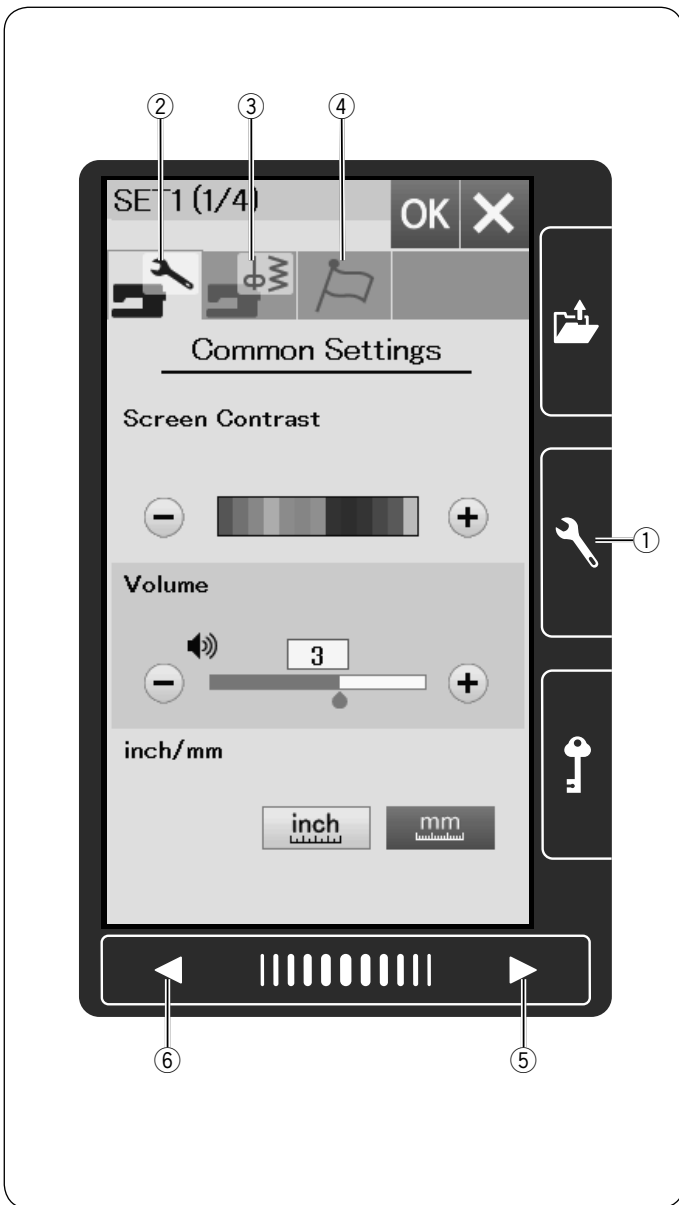 ② ③ ④
SET1 (1/4) OK
Common Settings
Screen Contrast
①
Volume
3
inch/mm
inch mm
⑥ ⑤